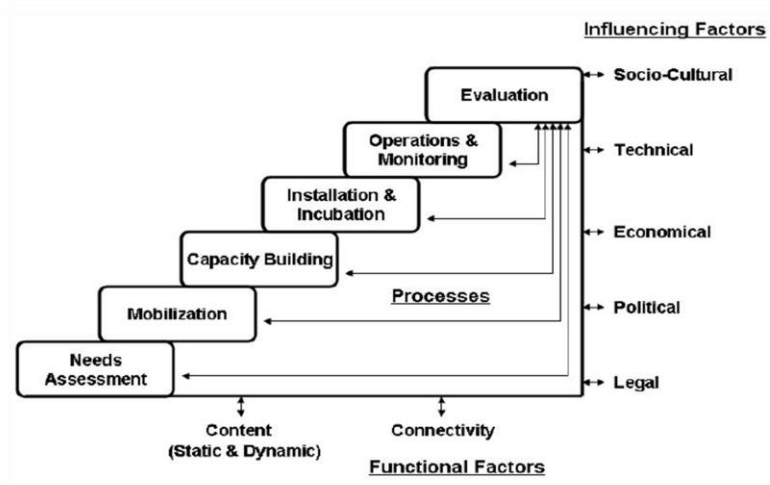 Influencing Factors
Socio-Cultural
Evaluation
Operations &
Monitoring
Technical
Installation &
Incubation
Economical
Capacity Building
Processes
Mobilization
Political
Needs
Assessment
Legal
Content
(Static & Dynamic)
Connectivity
Functional Factors